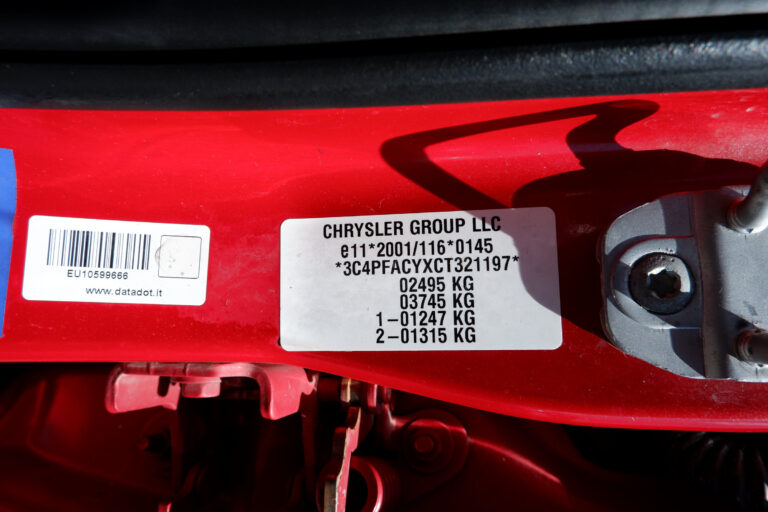 EU10599666
www.datadot.it
CHRYSLER GROUP LLC
e11*2001/116*0145
*3C4PFACYXCT321197*
02495 KG
03745 KG
1-01247 KG
2-01315 KG